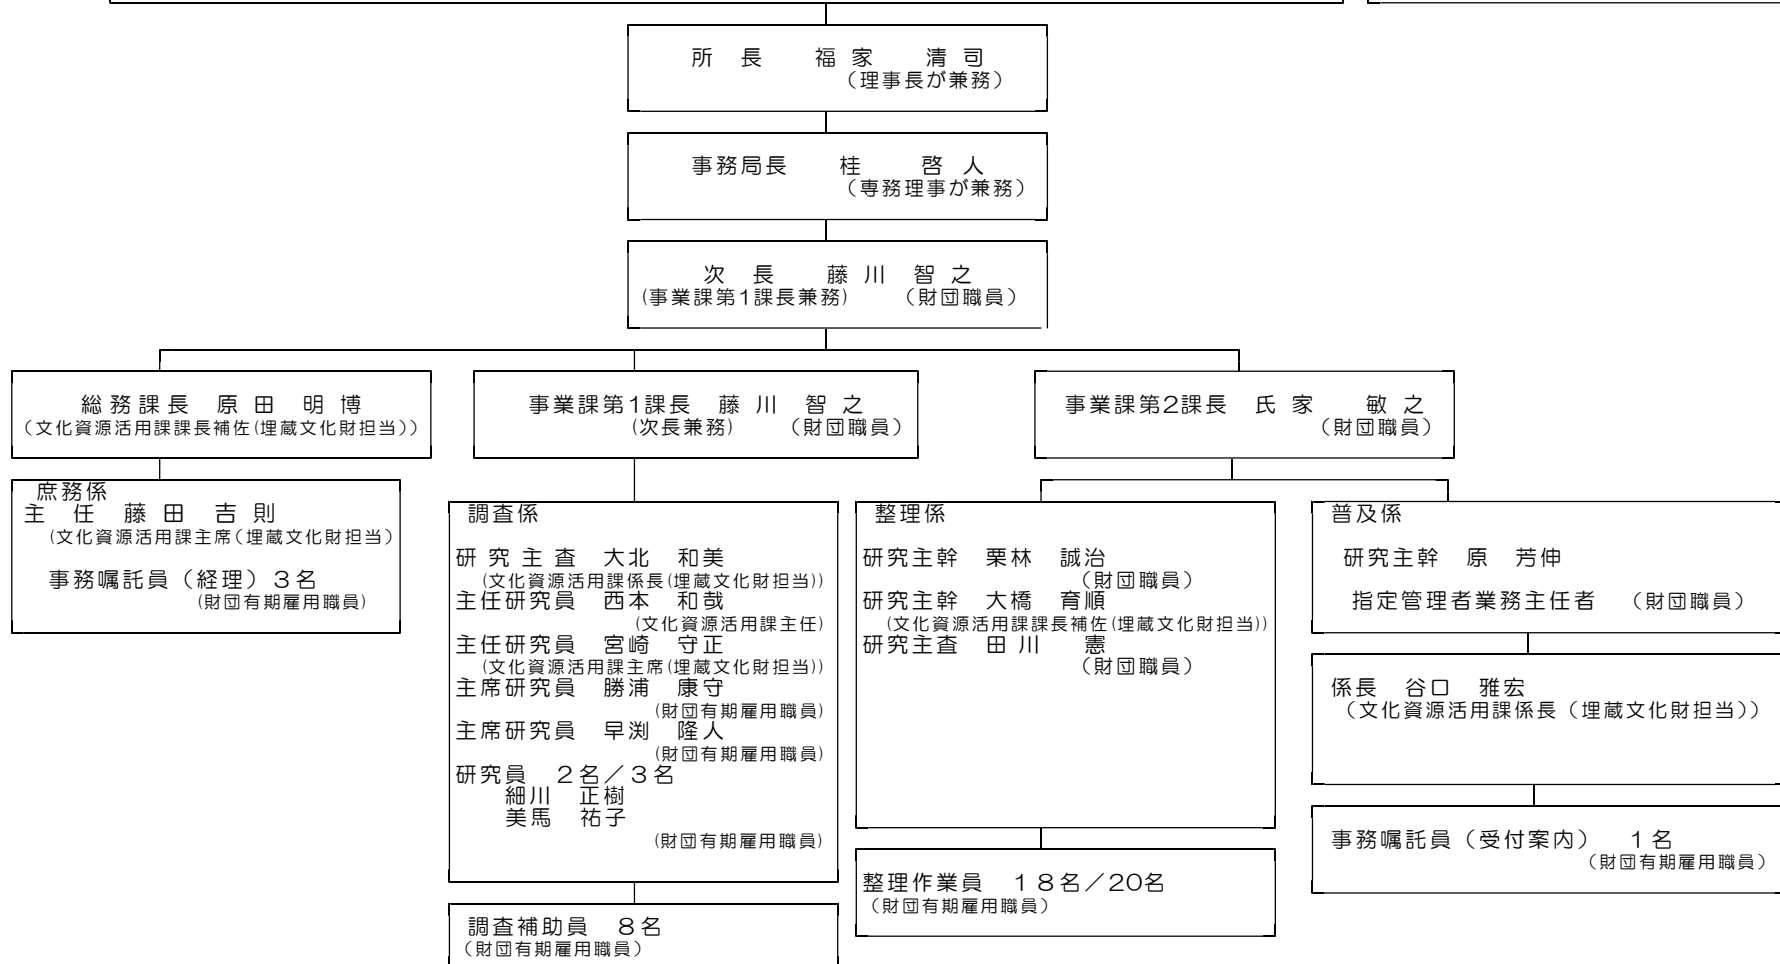 所長 福家 清司
（理事長が兼務）
事務局長 桂 啓人
（専務理事が兼務）
次長 藤川 智之
(事業課第1課長兼務) （財団職員）
総務課長 原田 明博
（文化資源活用課課長補佐(埋蔵文化財担当)）
事業課第1課長 藤川 智之
(次長兼務) （財団職員）
事業課第2課長 氏家 敏之
（財団職員）
庶務係
主任 藤田 吉則
(文化資源活用課主席(埋蔵文化財担当)
事務嘱託員（経理）３名
(財団有期雇用職員)
調査係
研究主査 大北 和美
(文化資源活用課係長(埋蔵文化財担当))
主任研究員 西本 和哉
(文化資源活用課主任)
主任研究員 宮崎 守正
(文化資源活用課主席(埋蔵文化財担当))
主席研究員 勝浦 康守
(財団有期雇用職員)
主席研究員 早渕 隆人
(財団有期雇用職員)
研究員 ２名／３名
細川 正樹
美馬 祐子
(財団有期雇用職員)
調査補助員 ８名
（財団有期雇用職員）
整理係
研究主幹 栗林 誠治
（財団職員）
研究主幹 大橋 育順
(文化資源活用課課長補佐(埋蔵文化財担当))
研究主査 田川 憲
（財団職員）
整理作業員 １８名／20名
（財団有期雇用職員）
普及係
研究主幹 原 芳伸
指定管理者業務主任者 （財団職員）
係長 谷口 雅宏
（文化資源活用課係長（埋蔵文化財担当））
事務嘱託員（受付案内） １名
（財団有期雇用職員）